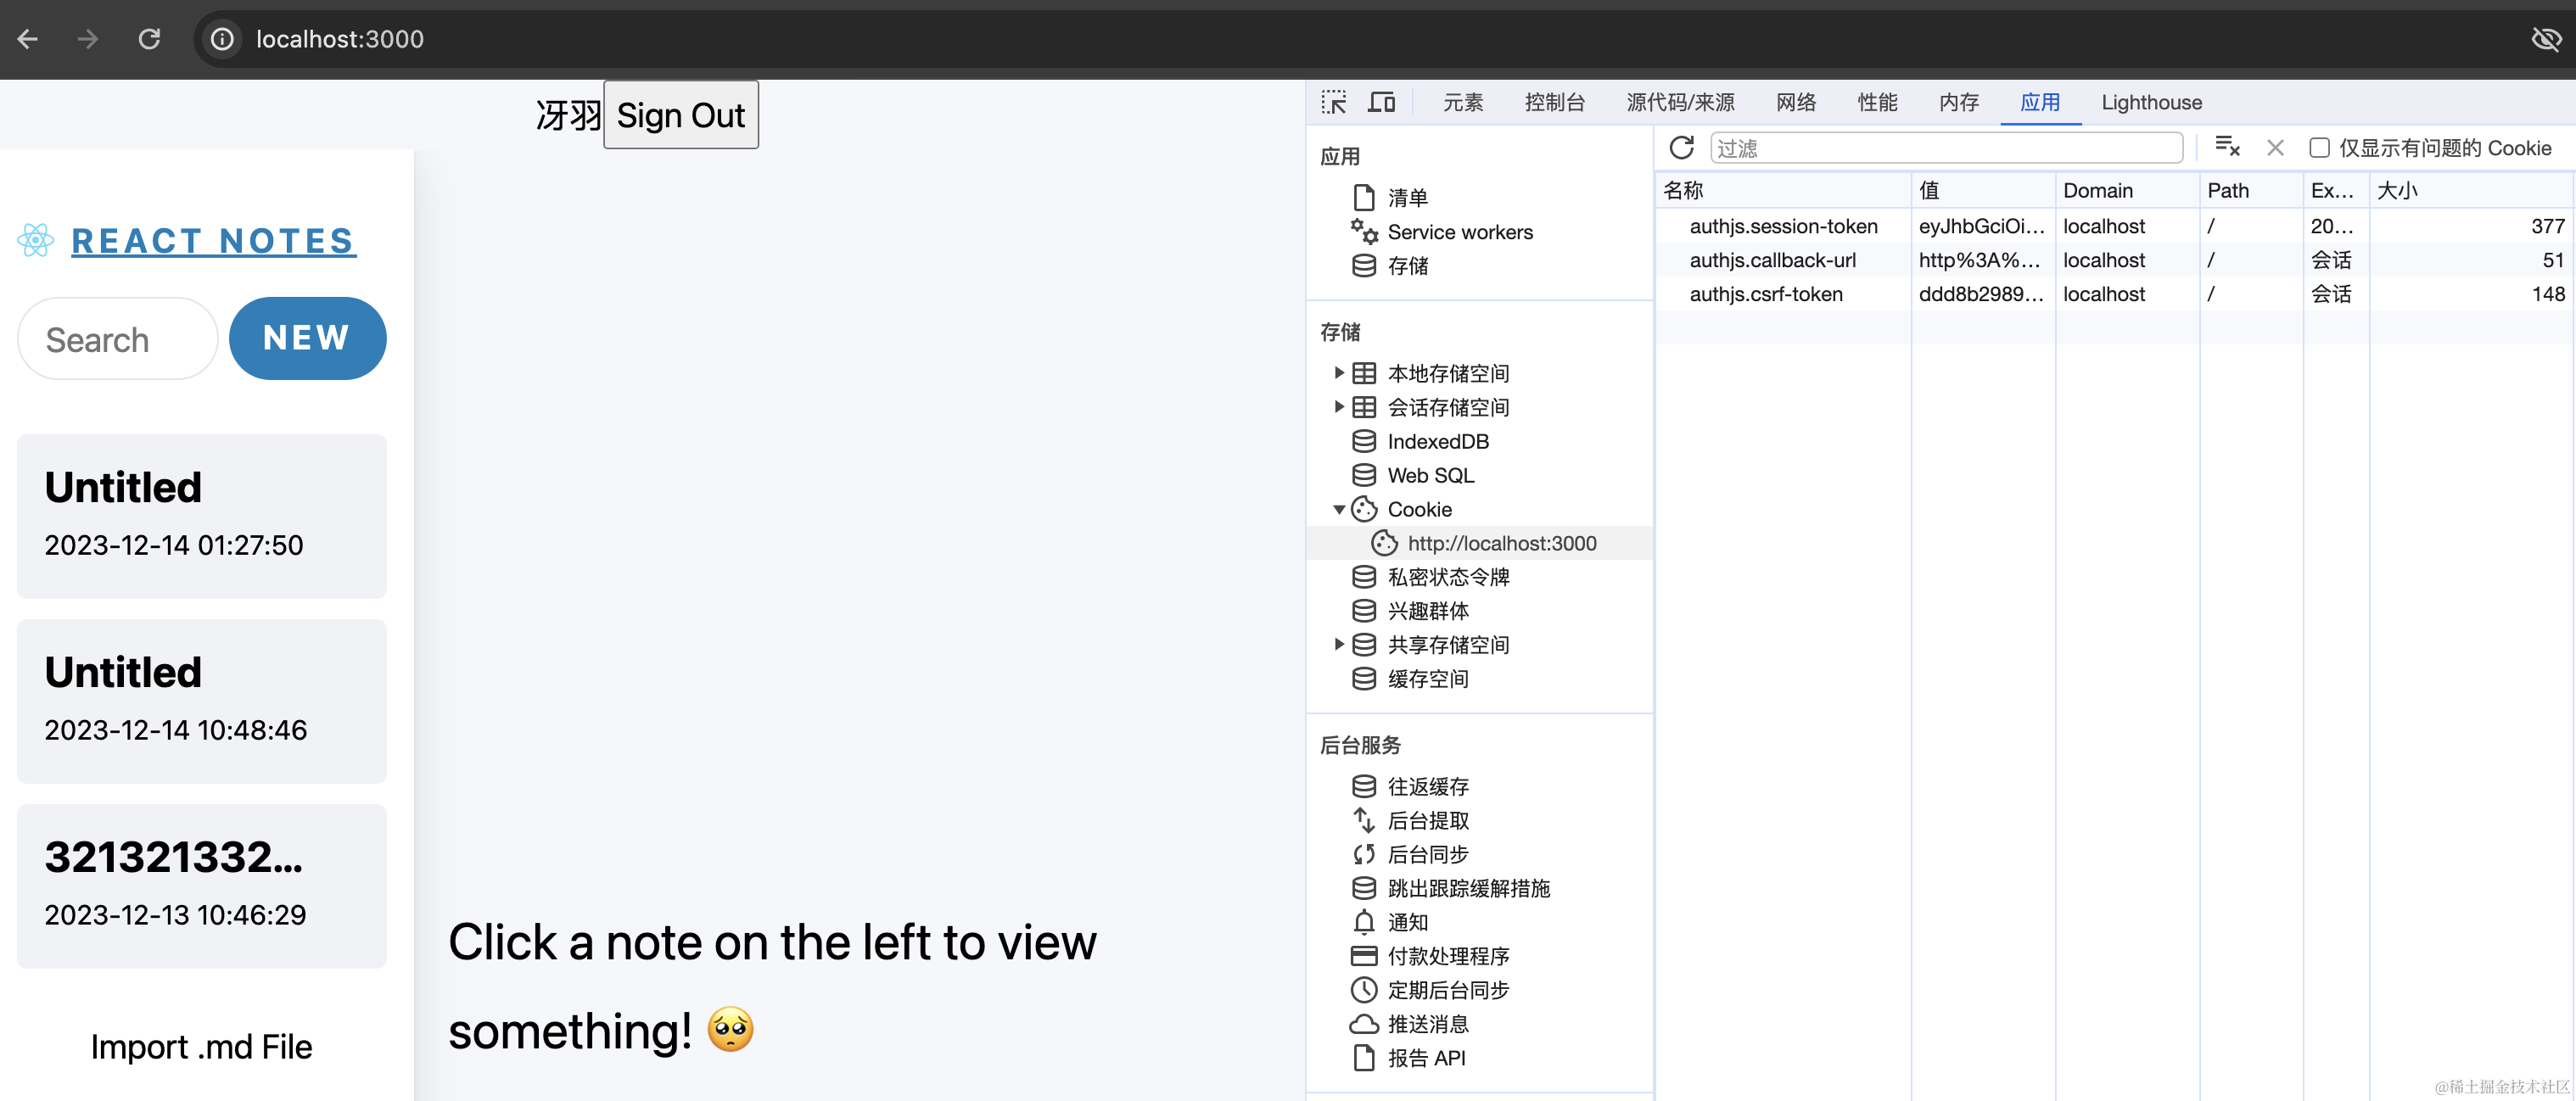 localhost:3000
冴羽 Sign Out
REACT NOTES
Search NEW
Untitled
2023-12-14 01:27:50
Untitled
2023-12-14 10:48:46
321321332...
2023-12-13 10:46:29
Import .md File
Click a note on the left to view
something! 🥺
元素 控制台 源代码/来源 网络 性能 内存 应用 Lighthouse
应用
清单
Service workers
存储
存储
本地存储空间
会话存储空间
IndexedDB
Web SQL
Cookie
http://localhost:3000
私密状态令牌
兴趣群体
共享存储空间
缓存空间
后台服务
往返缓存
后台提取
后台同步
跳出跟踪缓解措施
通知
付款处理程序
定期后台同步
推送消息
报告 API
过滤 仅显示有问题的 Cookie
名称 值 Domain Path Ex... 大小
authjs.session-token eyJhbGciOi... localhost / 20... 377
authjs.callback-url http%3A%... localhost / 会话 51
authjs.csrf-token ddd8b2989... localhost / 会话 148
@稀土掘金技术社区